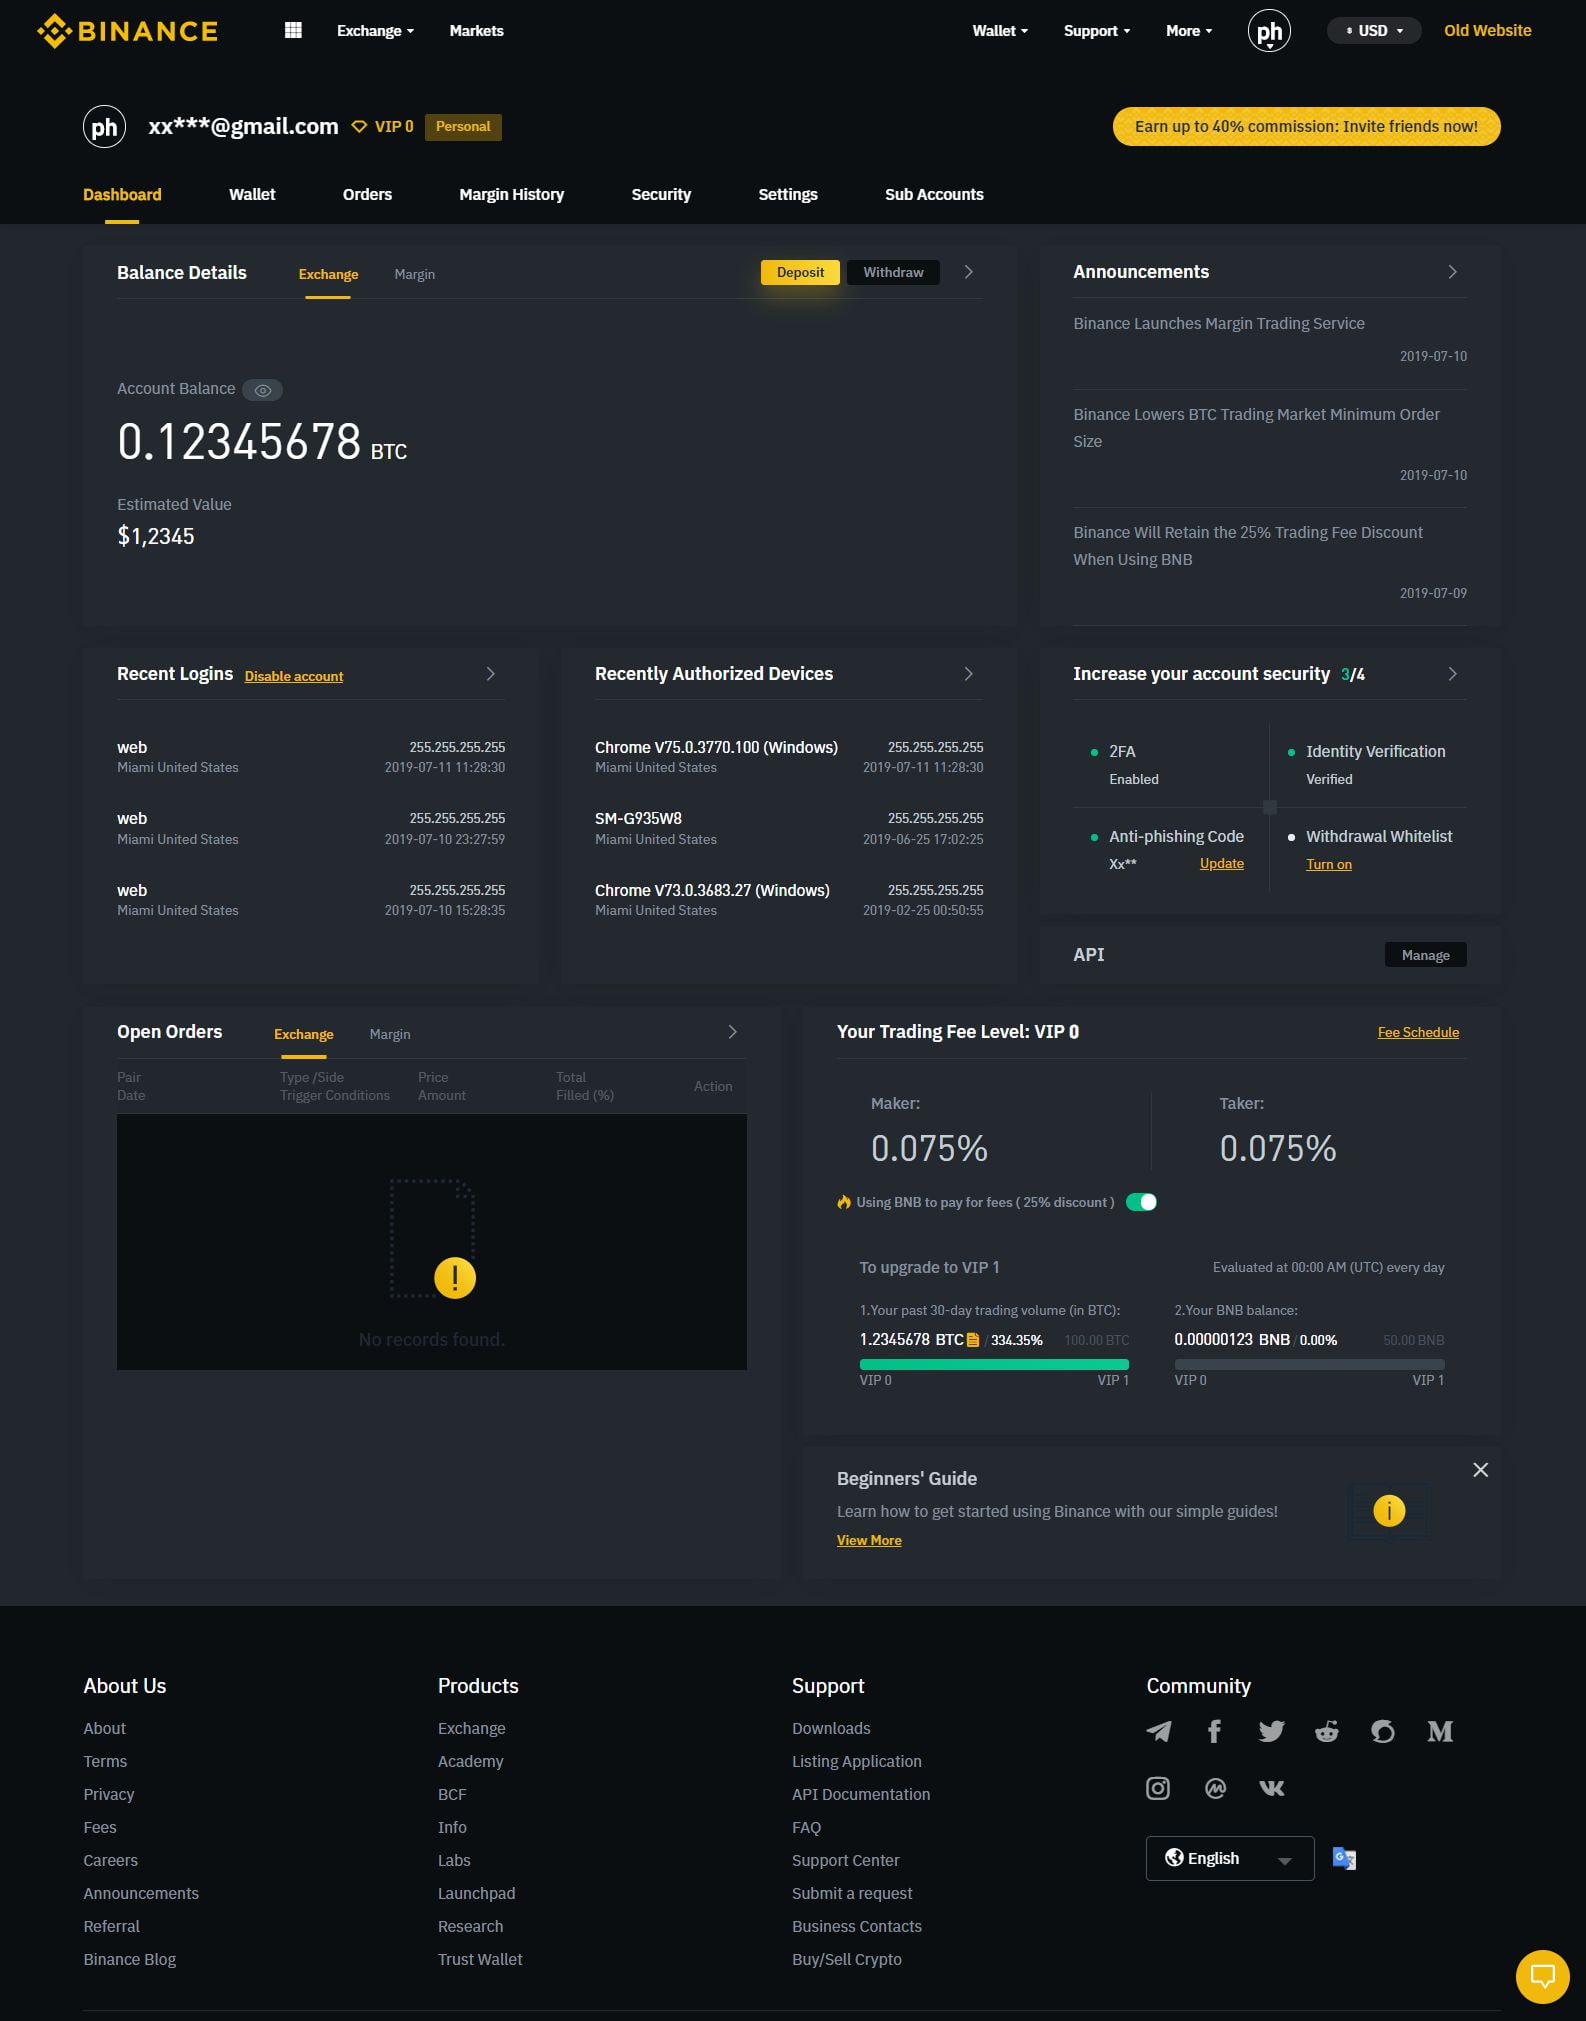 BINANCE
Exchange
Markets
Wallet
Support
More
ph
$ USD
Old Website
ph
xx***@gmail.com
VIP 0
Personal
Earn up to 40% commission: Invite friends now!
Dashboard
Wallet
Orders
Margin History
Security
Settings
Sub Accounts
Balance Details
Exchange
Margin
Deposit
Withdraw
Account Balance
0.12345678 BTC
Estimated Value
$1,2345
Announcements
Binance Launches Margin Trading Service
2019-07-10
Binance Lowers BTC Trading Market Minimum Order
Size
2019-07-10
Binance Will Retain the 25% Trading Fee Discount
When Using BNB
2019-07-09
Recent Logins
Disable account
web
255.255.255.255
Miami United States
2019-07-11 11:28:30
web
255.255.255.255
Miami United States
2019-07-10 23:27:59
web
255.255.255.255
Miami United States
2019-07-10 15:28:35
Recently Authorized Devices
Chrome V75.0.3770.100 (Windows)
255.255.255.255
Miami United States
2019-07-11 11:28:30
SM-G935W8
255.255.255.255
Miami United States
2019-06-25 17:02:25
Chrome V73.0.3683.27 (Windows)
255.255.255.255
Miami United States
2019-02-25 00:50:55
Increase your account security 3/4
2FA
Enabled
Identity Verification
Verified
Anti-phishing Code
Xx**
Update
Withdrawal Whitelist
Turn on
API
Manage
Open Orders
Exchange
Margin
Pair
Date
Type /Side
Trigger Conditions
Price
Amount
Total
Filled (%)
Action
No records found.
Your Trading Fee Level: VIP 0
Fee Schedule
Maker:
0.075%
Taker:
0.075%
Using BNB to pay for fees ( 25% discount )
To upgrade to VIP 1
Evaluated at 00:00 AM (UTC) every day
1.Your past 30-day trading volume (in BTC):
1.2345678 BTC / 334.35%
100.00 BTC
VIP 0
VIP 1
2.Your BNB balance:
0.00000123 BNB / 0.00%
50.00 BNB
VIP 0
VIP 1
Beginners' Guide
Learn how to get started using Binance with our simple guides!
View More
About Us
About
Terms
Privacy
Fees
Careers
Announcements
Referral
Binance Blog
Products
Exchange
Academy
BCF
Info
Labs
Launchpad
Research
Trust Wallet
Support
Downloads
Listing Application
API Documentation
FAQ
Support Center
Submit a request
Business Contacts
Buy/Sell Crypto
Community
English